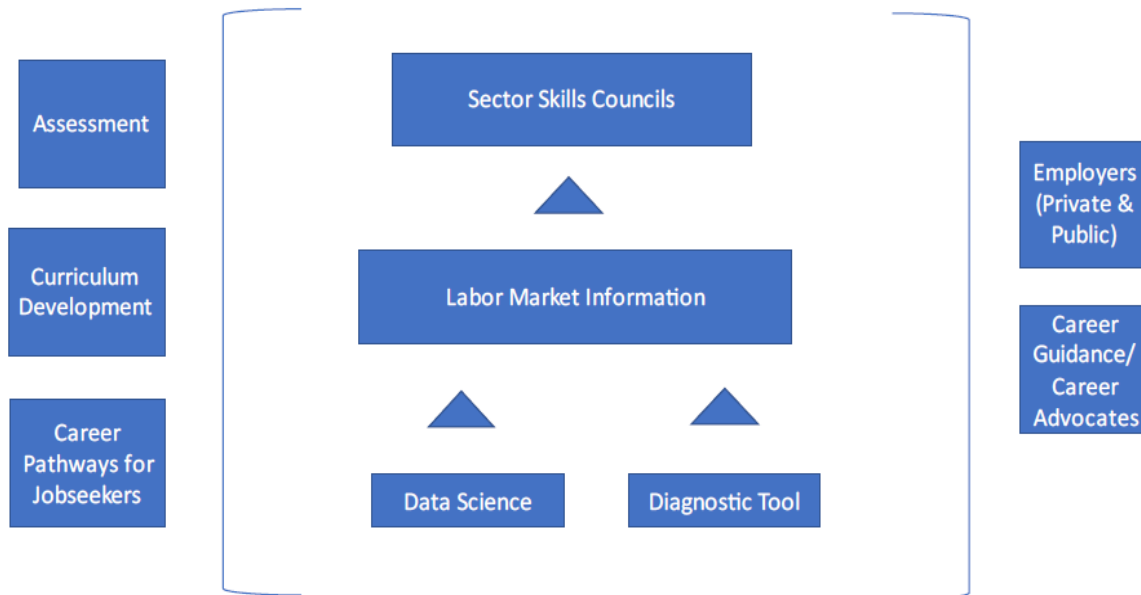 Assessment
Curriculum
Development
Career
Pathways for
Jobseekers
Sector Skills Councils
Labor Market Information
Data Science
Diagnostic Tool
Employers
(Private &
Public)
Career
Guidance/
Career
Advocates